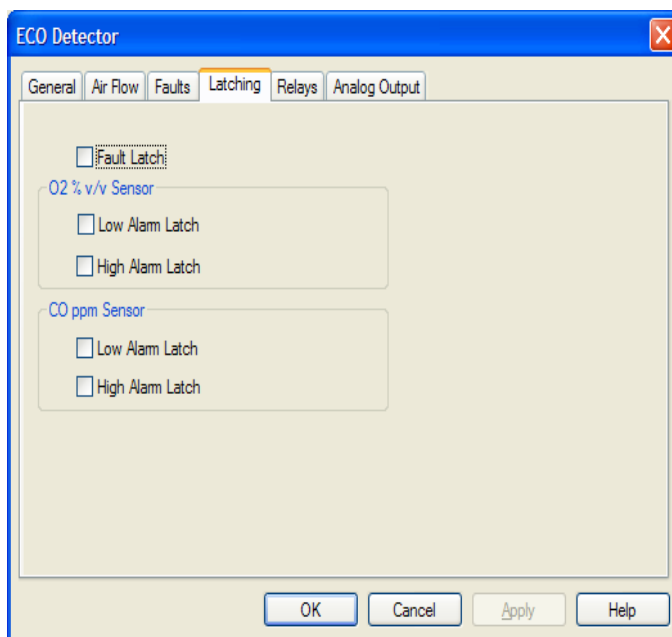 ECO Detector
General Air Flow Faults Latching Relays Analog Output
Fault Latch
O2 % v/v Sensor
Low Alarm Latch
High Alarm Latch
CO ppm Sensor
Low Alarm Latch
High Alarm Latch
OK Cancel Apply Help